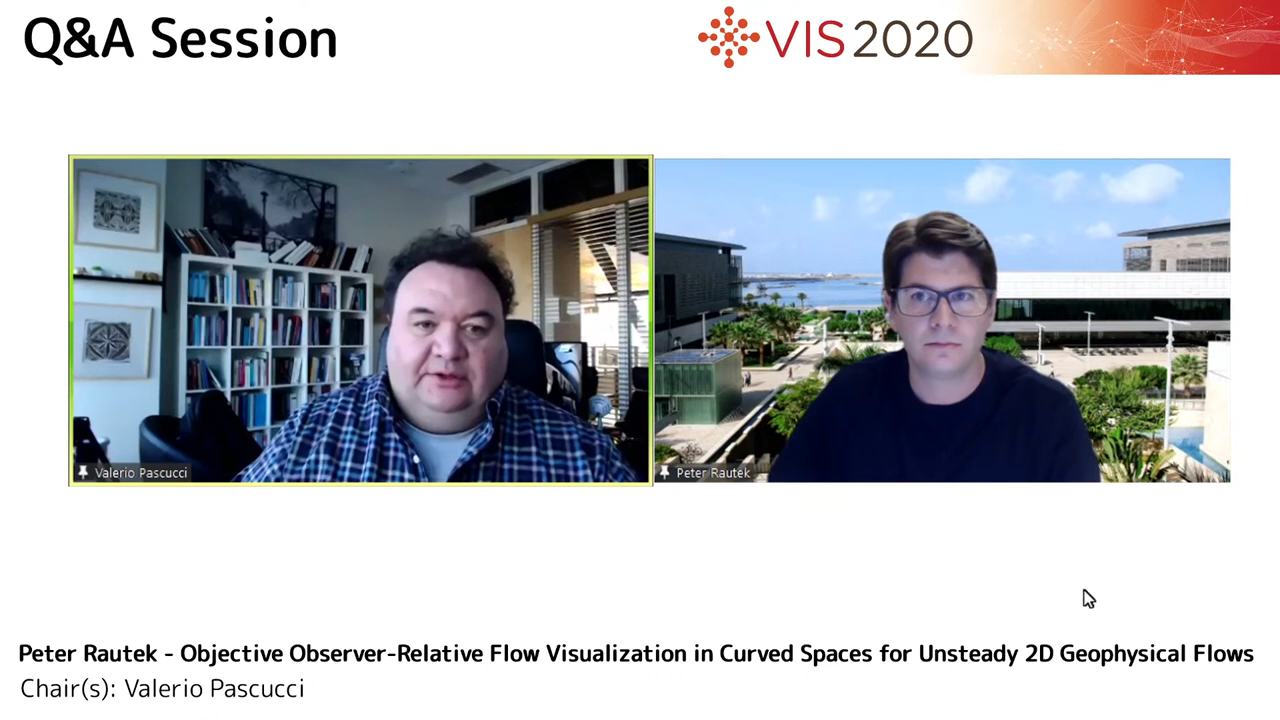 Q&A Session
VIS2020
Valerio Pascucci
Peter Rautek
Peter Rautek - Objective Observer-Relative Flow Visualization in Curved Spaces for Unsteady 2D Geophysical Flows
Chair(s): Valerio Pascucci